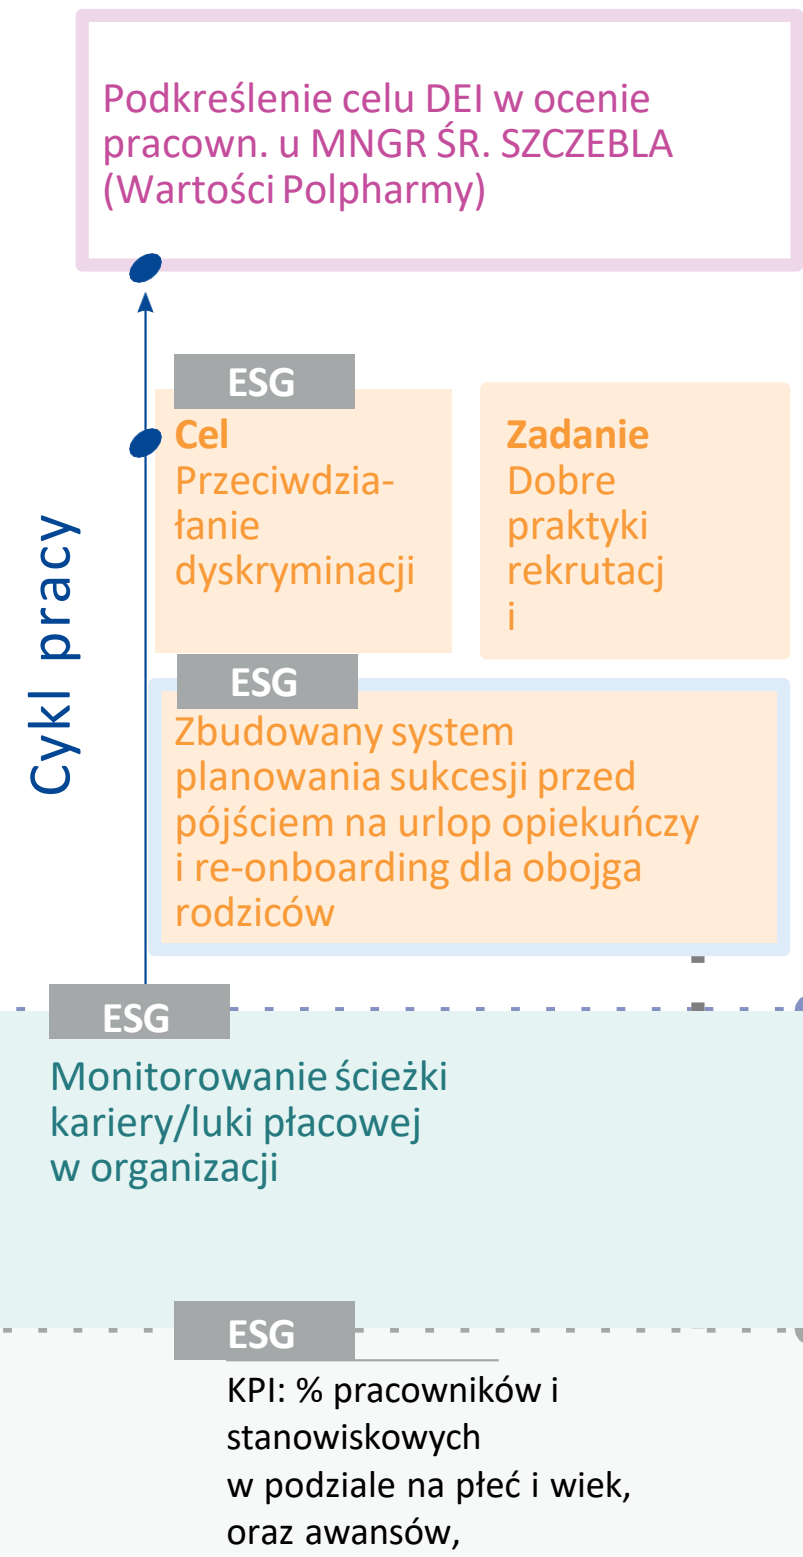 Podkreślenie celu DEI w ocenie
pracown. u MNGR ŚR. SZCZEBLA
(Wartości Polpharmy)
Cykl pracy
ESG
Cel
Przeciwdzia-
łanie
dyskryminacji
Zadanie
Dobre
praktyki
rekrutacj
i
ESG
Zbudowany system
planowania sukcesji przed
pójściem na urlop opiekuńczy
i re-onboarding dla obojga
rodziców
ESG
Monitorowanie ścieżki
kariery/luki płacowej
w organizacji
ESG
KPI: % pracowników i
stanowiskowych
w podziale na płeć i wiek,
oraz awansów,